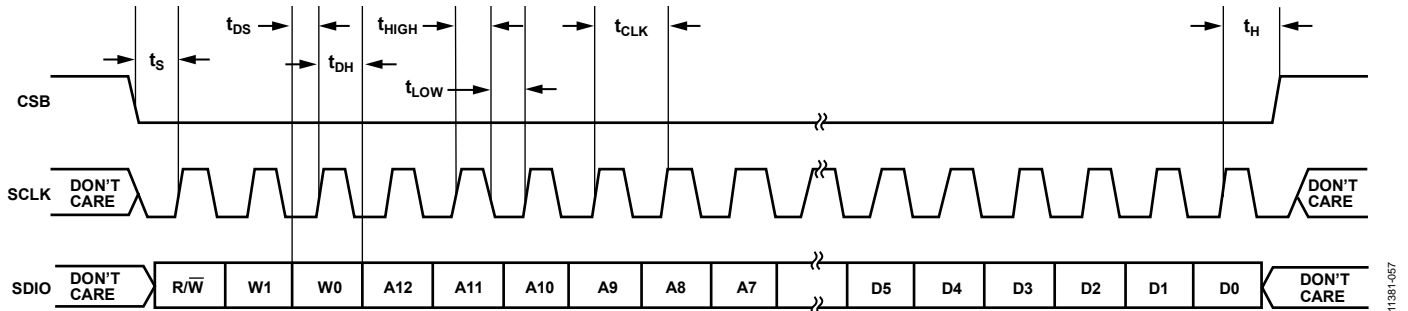 tDS
tHIGH
tCLK
tH
tS
tDH
tLOW
CSB
SCLK
DON'T
CARE
DON'T
CARE
SDIO
DON'T
CARE
R/W̅
W1
W0
A12
A11
A10
A9
A8
A7
D5
D4
D3
D2
D1
D0
DON'T
CARE
11381-057